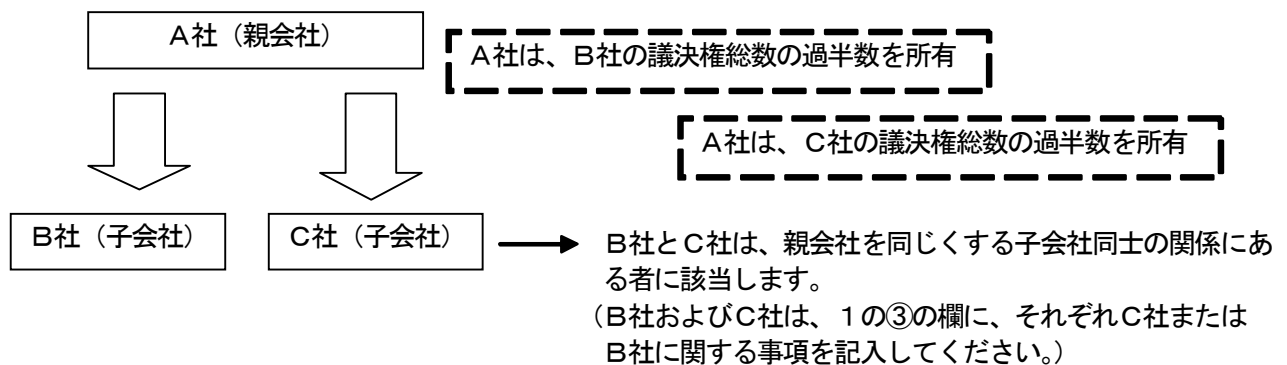 A社（親会社）
A社は、B社の議決権総数の過半数を所有
A社は、C社の議決権総数の過半数を所有
B社（子会社）
C社（子会社）
B社とC社は、親会社を同じくする子会社同士の関係にあ
る者に該当します。
（B社およびC社は、１の③の欄に、それぞれC社または
B社に関する事項を記入してください。）